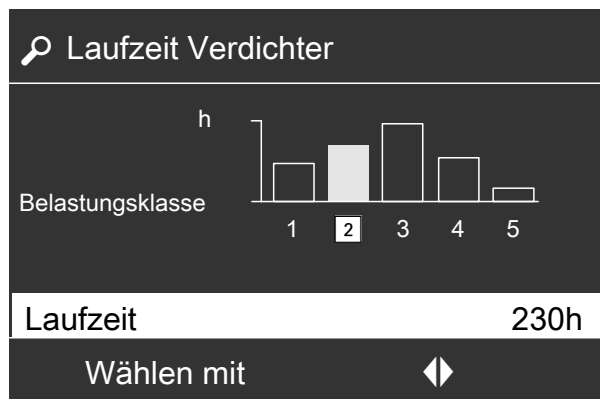 Laufzeit Verdichter
h
Belastungsklasse
1 2 3 4 5
Laufzeit 230h
Wählen mit